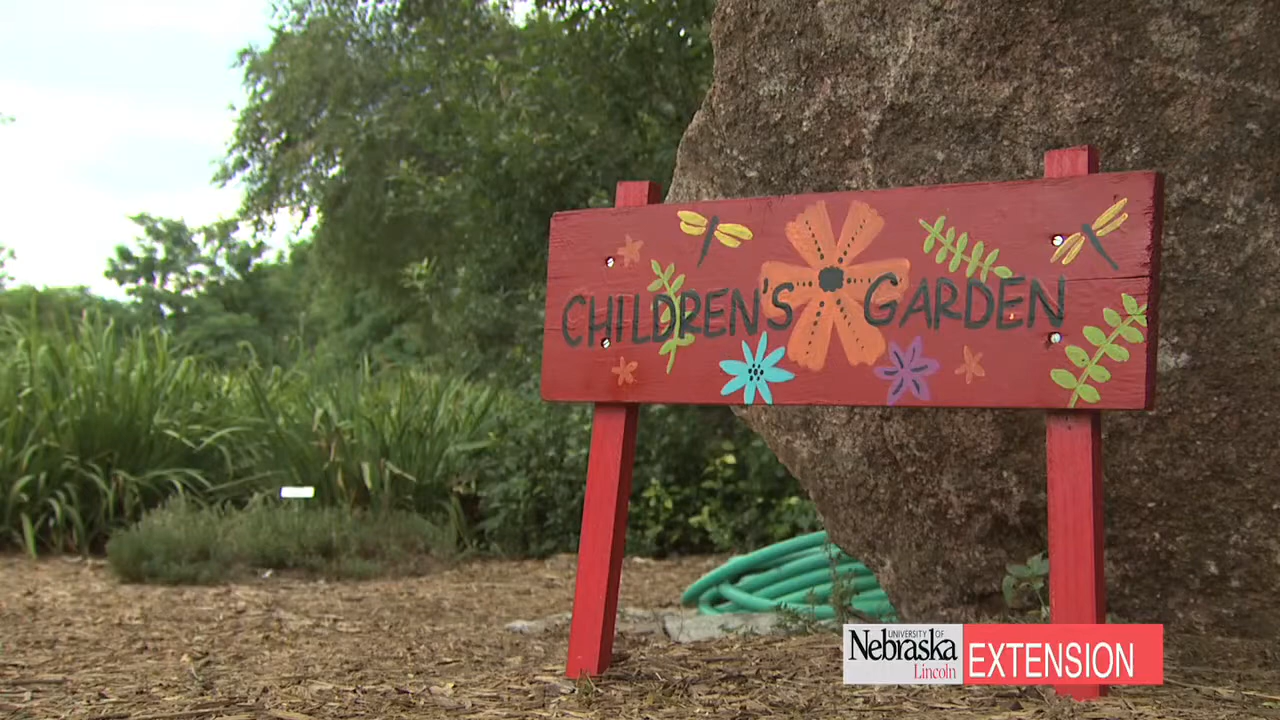 CHILDREN'S GARDEN
UNIVERSITY OF
Nebraska
Lincoln
EXTENSION